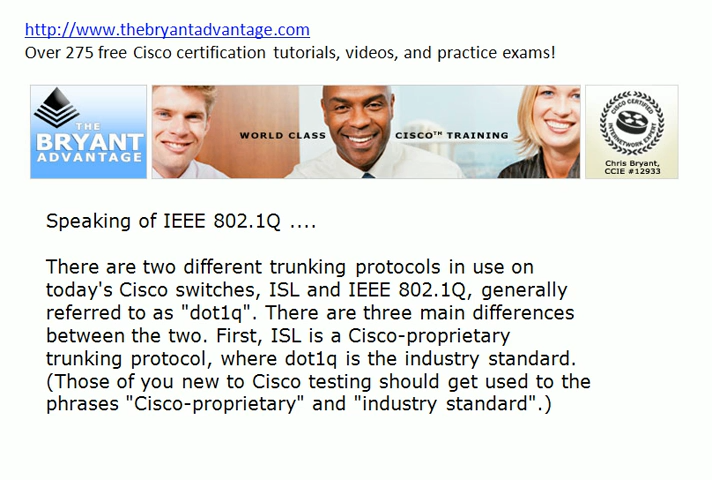 http://www.thebryantadvantage.com
Over 275 free Cisco certification tutorials, videos, and practice exams!
THE
BRYANT
ADVANTAGE
WORLD CLASS CISCO™ TRAINING
CISCO CERTIFIED
INTERNETWORK EXPERT
Chris Bryant,
CCIE #12933
Speaking of IEEE 802.1Q ....
There are two different trunking protocols in use on
today's Cisco switches, ISL and IEEE 802.1Q, generally
referred to as "dot1q". There are three main differences
between the two. First, ISL is a Cisco-proprietary
trunking protocol, where dot1q is the industry standard.
(Those of you new to Cisco testing should get used to the
phrases "Cisco-proprietary" and "industry standard".)